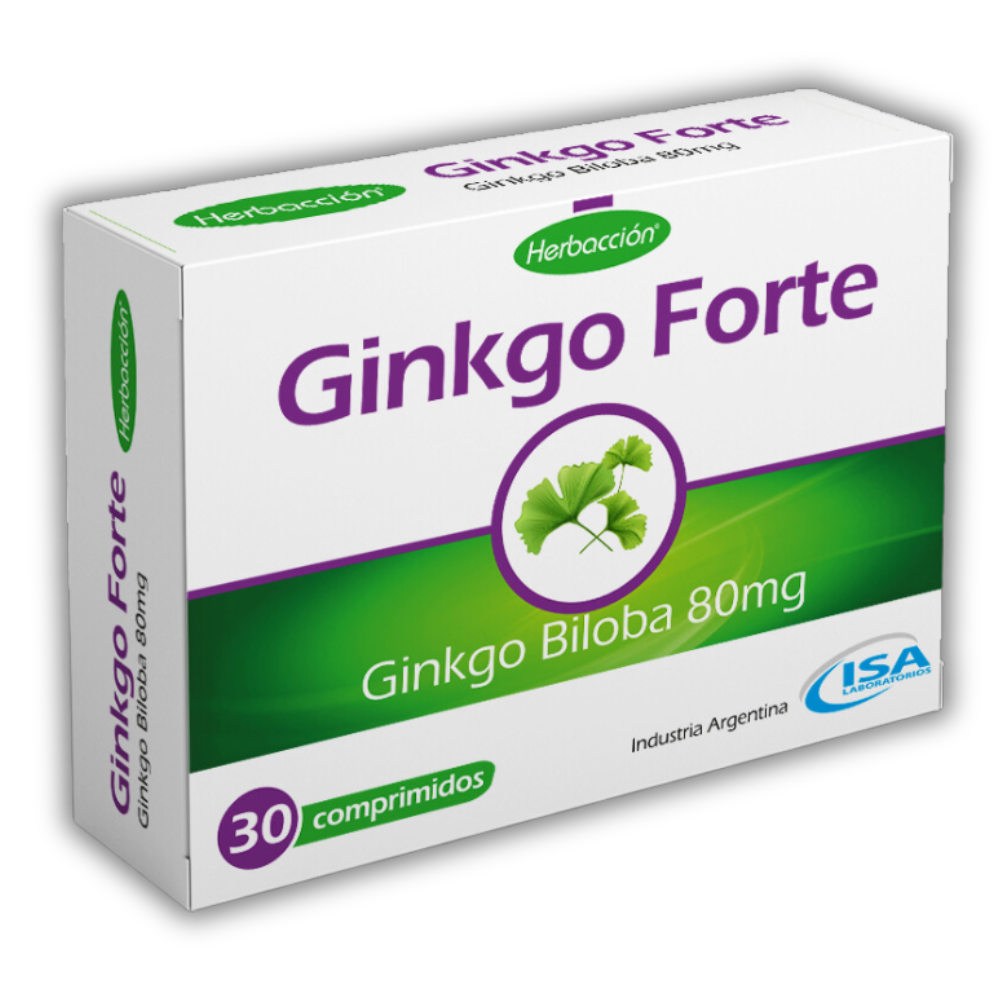 Herbacción®
Ginkgo Forte
Ginkgo Biloba 80mg
Herbacción®
Ginkgo Forte
Ginkgo Biloba 80mg
30 comprimidos
Industria Argentina
ISA
LABORATORIOS
Herbacción®
Ginkgo Forte
Ginkgo Biloba 80mg